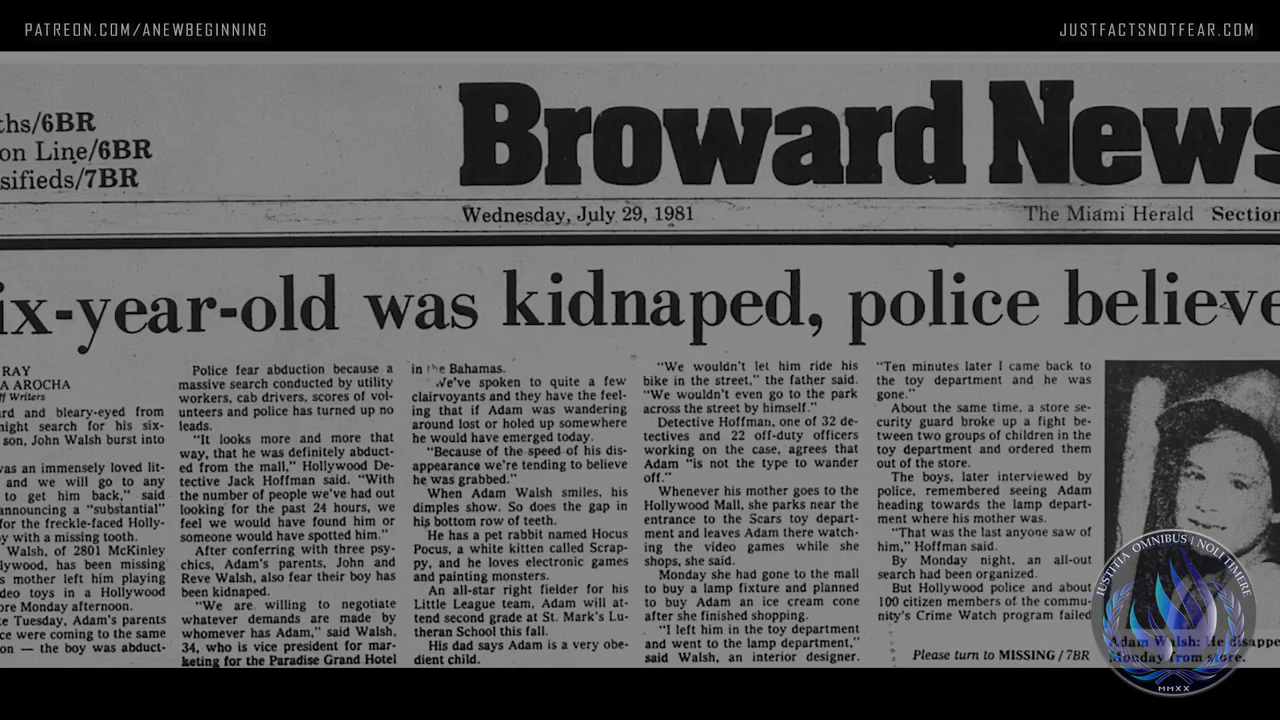 PATREON.COM/ANEWBEGINNING
JUSTFACTSNOTFEAR.COM
ths/6BR
on Line/6BR
sifieds/7BR
Broward News
Wednesday, July 29, 1981
The Miami Herald Section
ix-year-old was kidnaped, police believe
RAY
A AROCHA
ff Writers
rd and bleary-eyed from
night search for his six-
son, John Walsh burst into
was an immensely loved lit-
and we will go to any
to get him back," said
announcing a "substantial"
for the freckle-faced Holly-
y with a missing tooth.
Walsh, of 2801 McKinley
lywood, has been missing
s mother left him playing
deo toys in a Hollywood
ore Monday afternoon.
e Tuesday, Adam's parents
ce were coming to the same
on — the boy was abduct-
Police fear abduction because a
massive search conducted by utility
workers, cab drivers, scores of vol-
unteers and police has turned up no
leads.
"It looks more and more that
way, that he was definitely abduct-
ed from the mall," Hollywood De-
tective Jack Hoffman said. "With
the number of people we've had out
looking for the past 24 hours, we
feel we would have found him or
someone would have spotted him."
After conferring with three psy-
chics, Adam's parents, John and
Reve Walsh, also fear their boy has
been kidnaped.
"We are willing to negotiate
whatever demands are made by
whomever has Adam," said Walsh,
34, who is vice president for mar-
keting for the Paradise Grand Hotel
in the Bahamas.
We've spoken to quite a few
clairvoyants and they have the feel-
ing that if Adam was wandering
around lost or holed up somewhere
he would have emerged today.
"Because of the speed of his dis-
appearance we're tending to believe
he was grabbed."
When Adam Walsh smiles, his
dimples show. So does the gap in
his bottom row of teeth.
He has a pet rabbit named Hocus
Pocus, a white kitten called Scrap-
py, and he loves electronic games
and painting monsters.
An all-star right fielder for his
Little League team, Adam will at-
tend second grade at St. Mark's Lu-
theran School this fall.
His dad says Adam is a very obe-
dient child.
"We wouldn't let him ride his
bike in the street," the father said.
"We wouldn't even go to the park
across the street by himself."
Detective Hoffman, one of 32 de-
tectives and 22 off-duty officers
working on the case, agrees that
Adam "is not the type to wander
off."
Whenever his mother goes to the
Hollywood Mall, she parks near the
entrance to the Sears toy depart-
ment and leaves Adam there watch-
ing the video games while she
shops, she said.
Monday she had gone to the mall
to buy a lamp fixture and planned
to buy Adam an ice cream cone
after she finished shopping.
"I left him in the toy department
and went to the lamp department,"
said Walsh, an interior designer.
"Ten minutes later I came back to
the toy department and he was
gone."
About the same time, a store se-
curity guard broke up a fight be-
tween two groups of children in the
toy department and ordered them
out of the store.
The boys, later interviewed by
police, remembered seeing Adam
heading towards the lamp depart-
ment where his mother was.
"That was the last anyone saw of
him," Hoffman said.
By Monday night, an all-out
search had been organized.
But Hollywood police and about
100 citizen members of the commu-
nity's Crime Watch program failed
Please turn to MISSING / 7BR
Adam Walsh: He disappe
Monday from store.
IUSTITIA OMNIBUS | NOLI TIMERE
MMXX